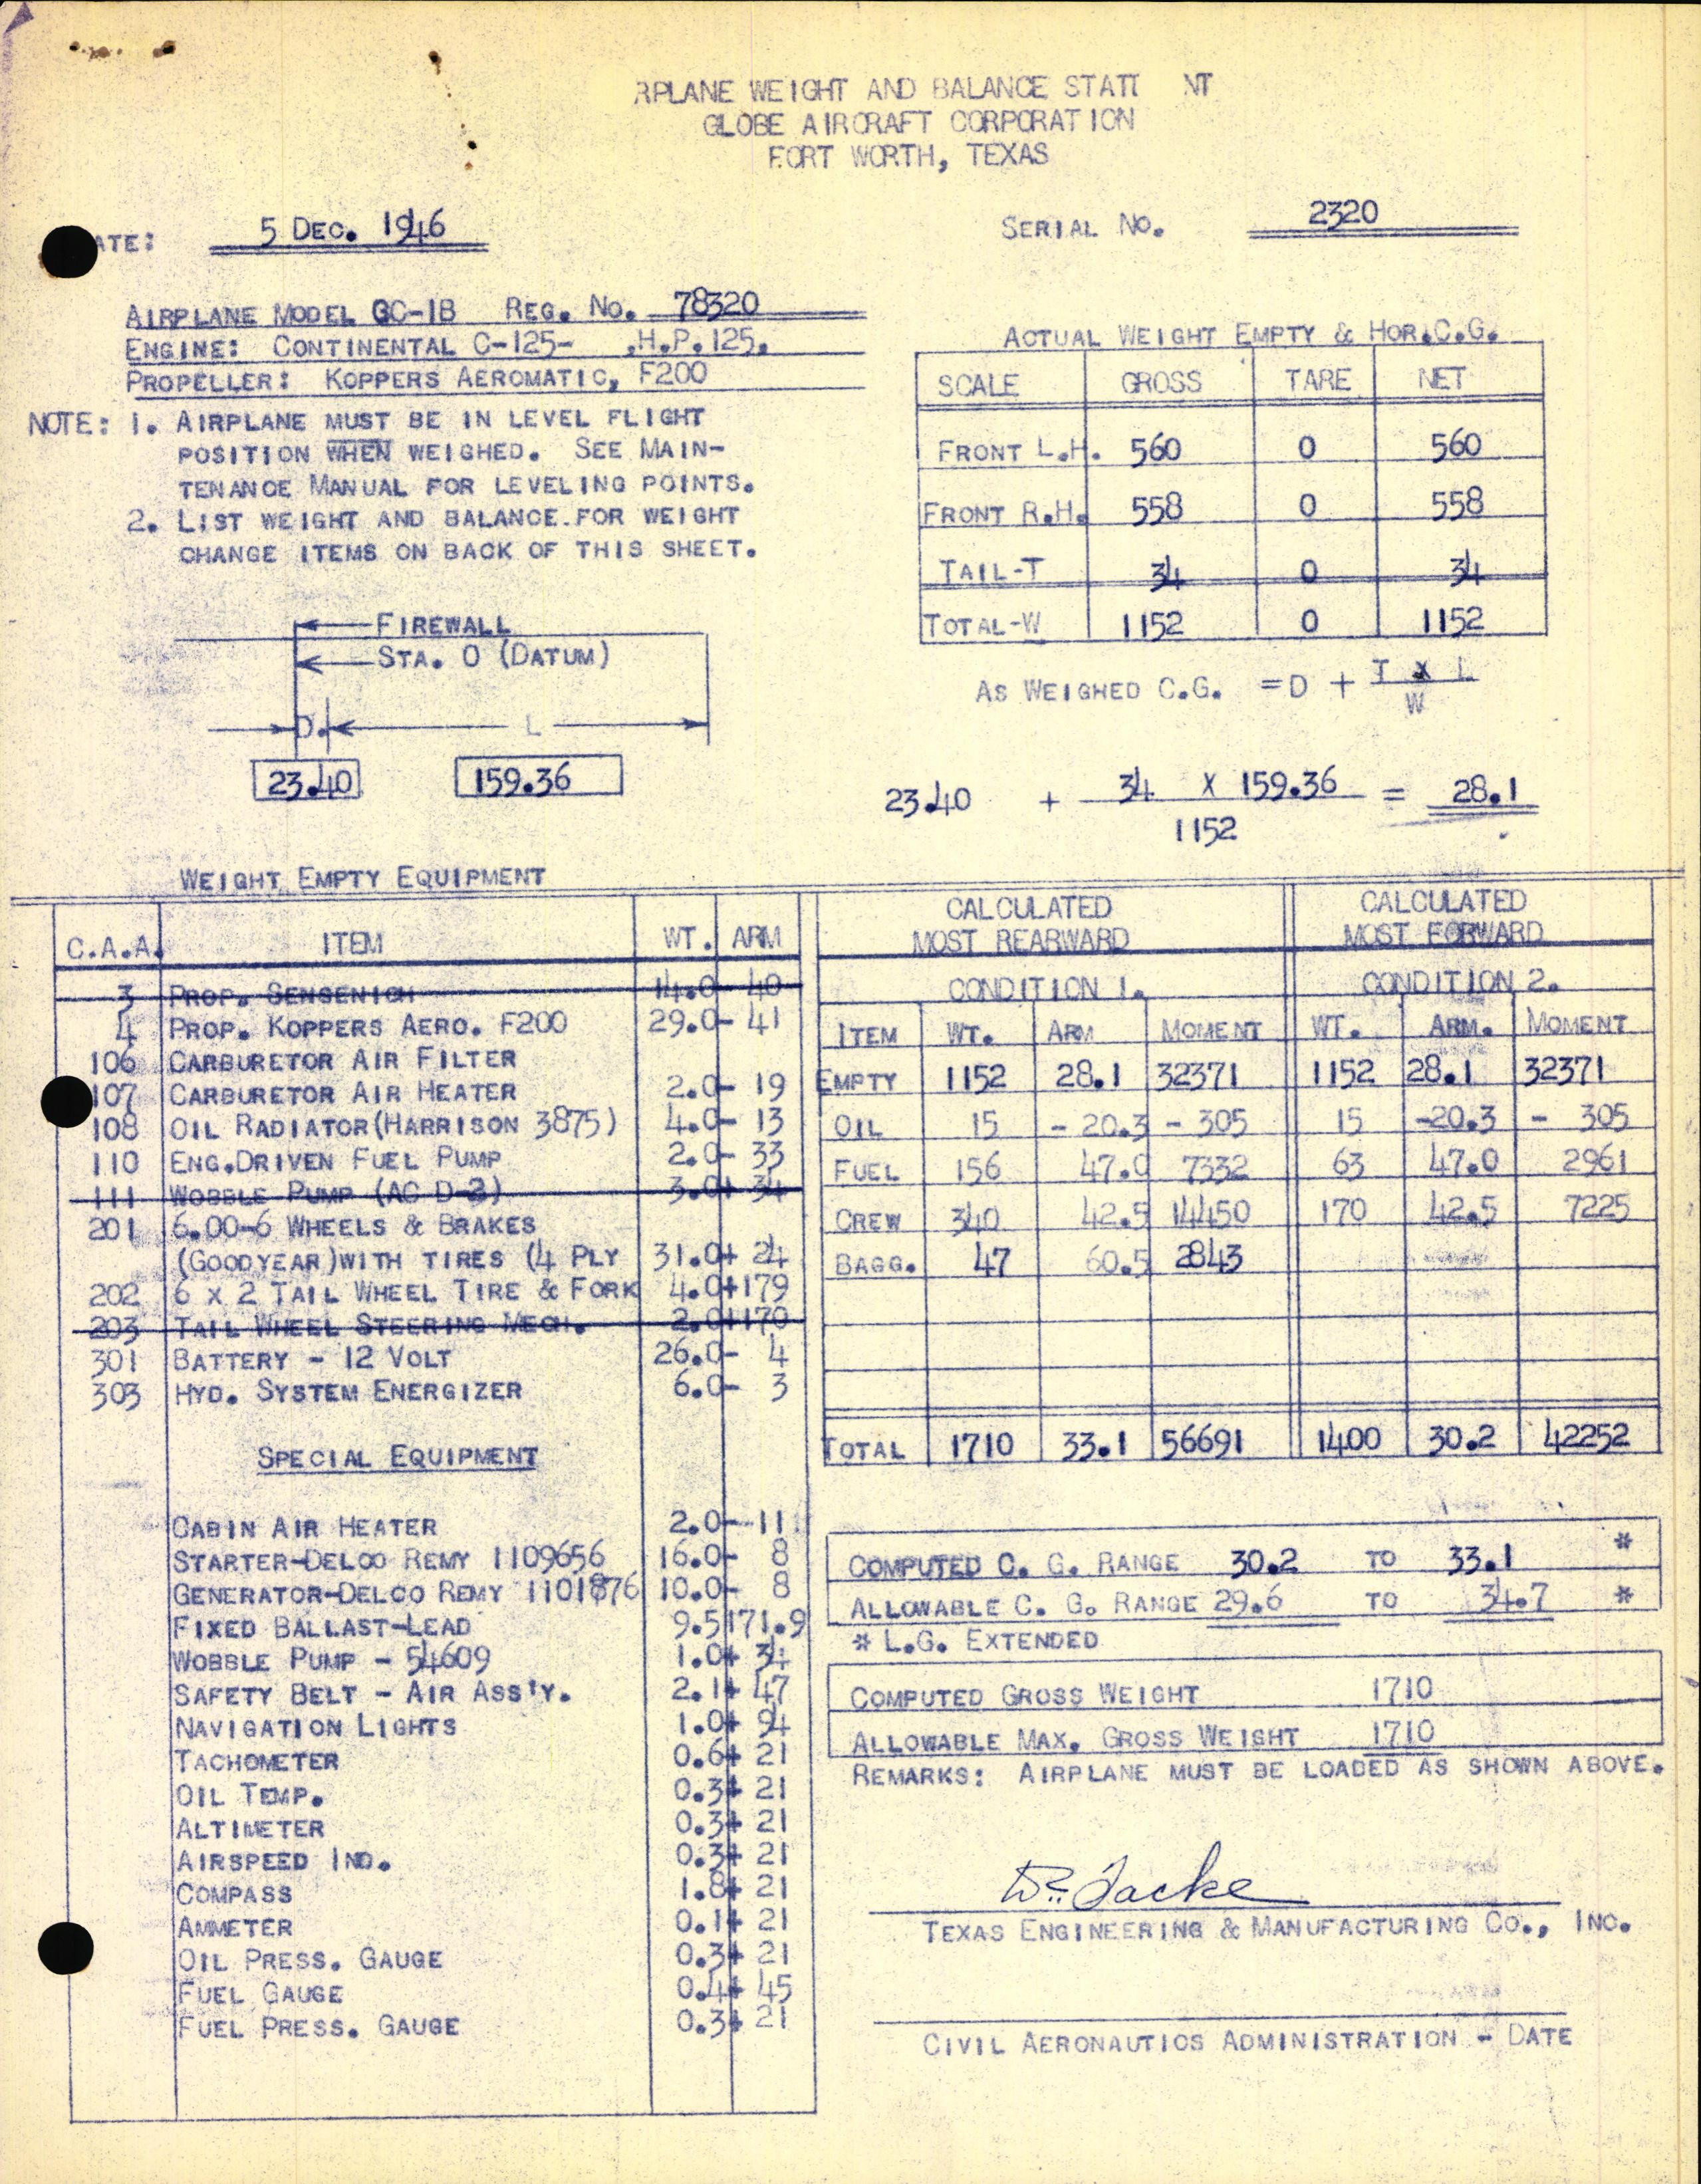 RPLANE WEIGHT AND BALANCE STAT NT
GLOBE AIRCRAFT CORPORATION
FORT WORTH, TEXAS
ATE: 5 DEC. 1946
SERIAL NO. 2320
AIRPLANE MODEL GC-1B REG. NO. 78320
ENGINE: CONTINENTAL C-125- .H.P. 125.
PROPELLER: KOPPERS AEROMATIC, F200
NOTE: 1. AIRPLANE MUST BE IN LEVEL FLIGHT
POSITION WHEN WEIGHED. SEE MAIN-
TENANCE MANUAL FOR LEVELING POINTS.
2. LIST WEIGHT AND BALANCE FOR WEIGHT
CHANGE ITEMS ON BACK OF THIS SHEET.
ACTUAL WEIGHT EMPTY & HOR.C.G.
SCALE GROSS TARE NET
FRONT L.H. 560 0 560
FRONT R.H. 558 0 558
TAIL-T 34 0 34
TOTAL-W 1152 0 1152
AS WEIGHED C.G. = D + T X L
W
FIREWALL
STA. 0 (DATUM)
D. L
23.40 159.36
23.40 + 34 X 159.36 = 28.1
1152
WEIGHT EMPTY EQUIPMENT
C.A.A. ITEM WT. ARM
3 PROP. SENSENICH 14.0- 40
4 PROP. KOPPERS AERO. F200 29.0- 41
106 CARBURETOR AIR FILTER
107 CARBURETOR AIR HEATER 2.0- 19
108 OIL RADIATOR(HARRISON 3875) 4.0- 13
110 ENG.DRIVEN FUEL PUMP 2.0- 33
111 WOBBLE PUMP (AC D-3) 3.0+ 34
201 6.00-6 WHEELS & BRAKES
(GOODYEAR)WITH TIRES (4 PLY 31.0+ 24
202 6 X 2 TAIL WHEEL TIRE & FORK 4.0+179
203 TAIL WHEEL STEERING MECH. 2.0+170
301 BATTERY - 12 VOLT 26.0- 4
303 HYD. SYSTEM ENERGIZER 6.0- 3
SPECIAL EQUIPMENT
CABIN AIR HEATER 2.0- 11
STARTER-DELCO REMY 1109656 16.0- 8
GENERATOR-DELCO REMY 1101876 10.0- 8
FIXED BALLAST-LEAD 9.5 171.9
WOBBLE PUMP - 54609 1.0+ 34
SAFETY BELT - AIR ASS'Y. 2.1+ 47
NAVIGATION LIGHTS 1.0+ 94
TACHOMETER 0.6+ 21
OIL TEMP. 0.3+ 21
ALTIMETER 0.3+ 21
AIRSPEED IND. 0.3+ 21
COMPASS 1.8+ 21
AMMETER 0.1+ 21
OIL PRESS. GAUGE 0.3+ 21
FUEL GAUGE 0.4+ 45
FUEL PRESS. GAUGE 0.3+ 21
CALCULATED CALCULATED
MOST REARWARD MOST FORWARD
CONDITION 1. CONDITION 2.
ITEM WT. ARM MOMENT WT. ARM. MOMENT
EMPTY 1152 28.1 32371 1152 28.1 32371
OIL 15 - 20.3 - 305 15 -20.3 - 305
FUEL 156 47.0 7332 63 47.0 2961
CREW 340 42.5 14450 170 42.5 7225
BAGG. 47 60.5 2843
TOTAL 1710 33.1 56691 1400 30.2 42252
COMPUTED C. G. RANGE 30.2 TO 33.1 *
ALLOWABLE C. G. RANGE 29.6 TO 34.7 *
* L.G. EXTENDED
COMPUTED GROSS WEIGHT 1710
ALLOWABLE MAX. GROSS WEIGHT 1710
REMARKS: AIRPLANE MUST BE LOADED AS SHOWN ABOVE.
TEXAS ENGINEERING & MANUFACTURING CO., INC.
CIVIL AERONAUTICS ADMINISTRATION - DATE